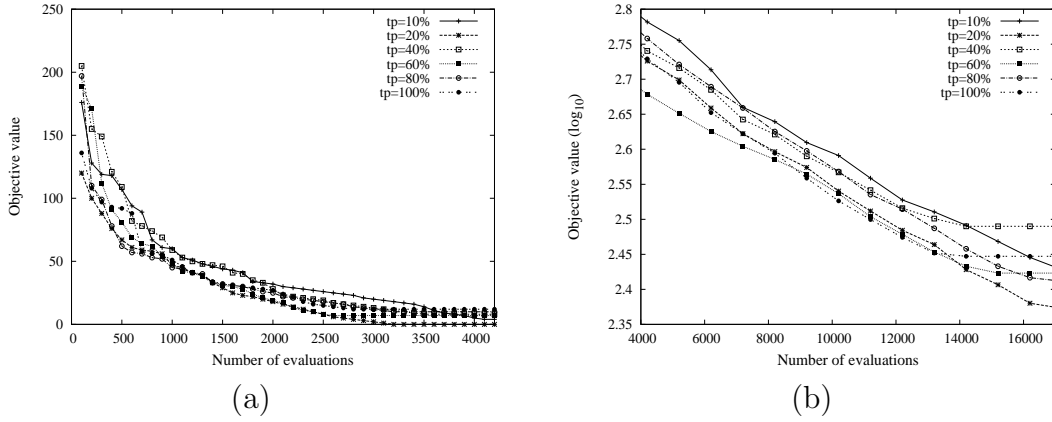 250
200
150
100
50
0
Objective value
tp=10%
tp=20%
tp=40%
tp=60%
tp=80%
tp=100%
0 500 1000 1500 2000 2500 3000 3500 4000
Number of evaluations
(a)
2.8
2.75
2.7
2.65
2.6
2.55
2.5
2.45
2.4
2.35
Objective value (log10)
tp=10%
tp=20%
tp=40%
tp=60%
tp=80%
tp=100%
4000 6000 8000 10000 12000 14000 16000
Number of evaluations
(b)